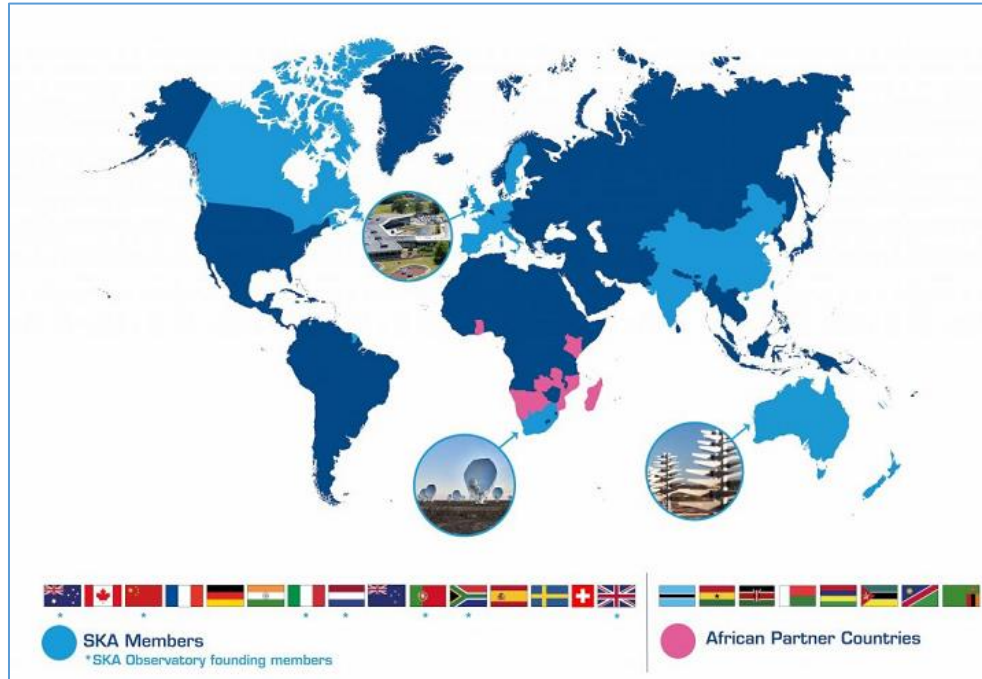 SKA Members
*SKA Observatory founding members
African Partner Countries